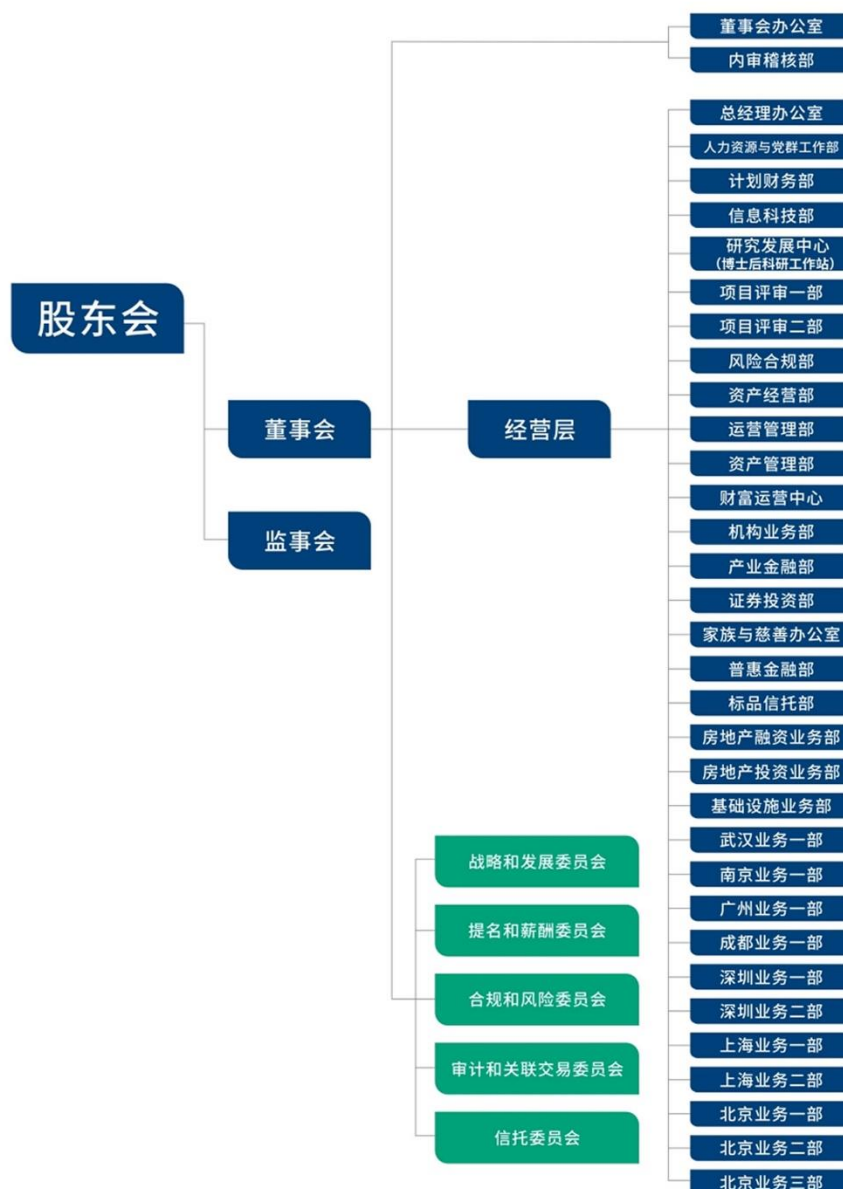 股东会
董事会
监事会
经营层
战略和发展委员会
提名和薪酬委员会
合规和风险委员会
审计和关联交易委员会
信托委员会
董事会办公室
内审稽核部
总经理办公室
人力资源与党群工作部
计划财务部
信息科技部
研究发展中心
（博士后科研工作站）
项目评审一部
项目评审二部
风险合规部
资产经营部
运营管理部
资产管理部
财富运营中心
机构业务部
产业金融部
证券投资部
家族与慈善办公室
普惠金融部
标品信托部
房地产融资业务部
房地产投资业务部
基础设施业务部
武汉业务一部
南京业务一部
广州业务一部
成都业务一部
深圳业务一部
深圳业务二部
上海业务一部
上海业务二部
北京业务一部
北京业务二部
北京业务三部